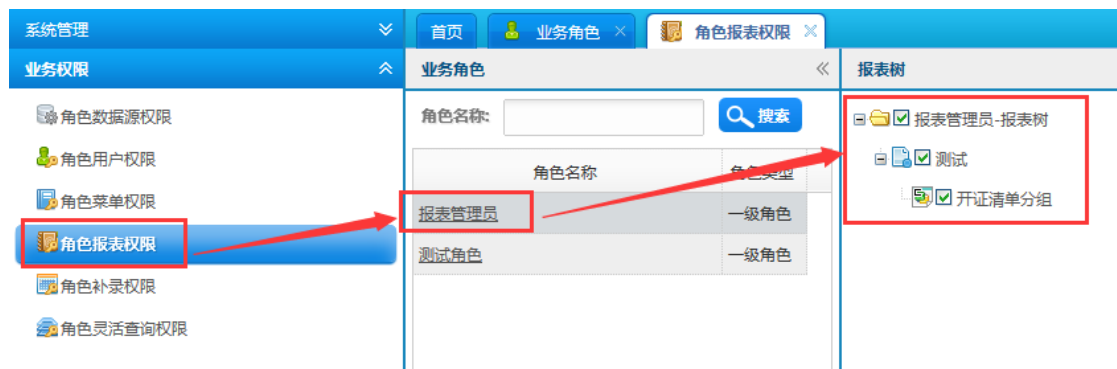 系统管理
首页
业务角色
角色报表权限
业务权限
业务角色
报表树
角色数据源权限
角色用户权限
角色菜单权限
角色报表权限
角色补录权限
角色灵活查询权限
角色名称:
搜索
角色名称
角色类型
报表管理员
一级角色
测试角色
一级角色
报表管理员-报表树
测试
开证清单分组